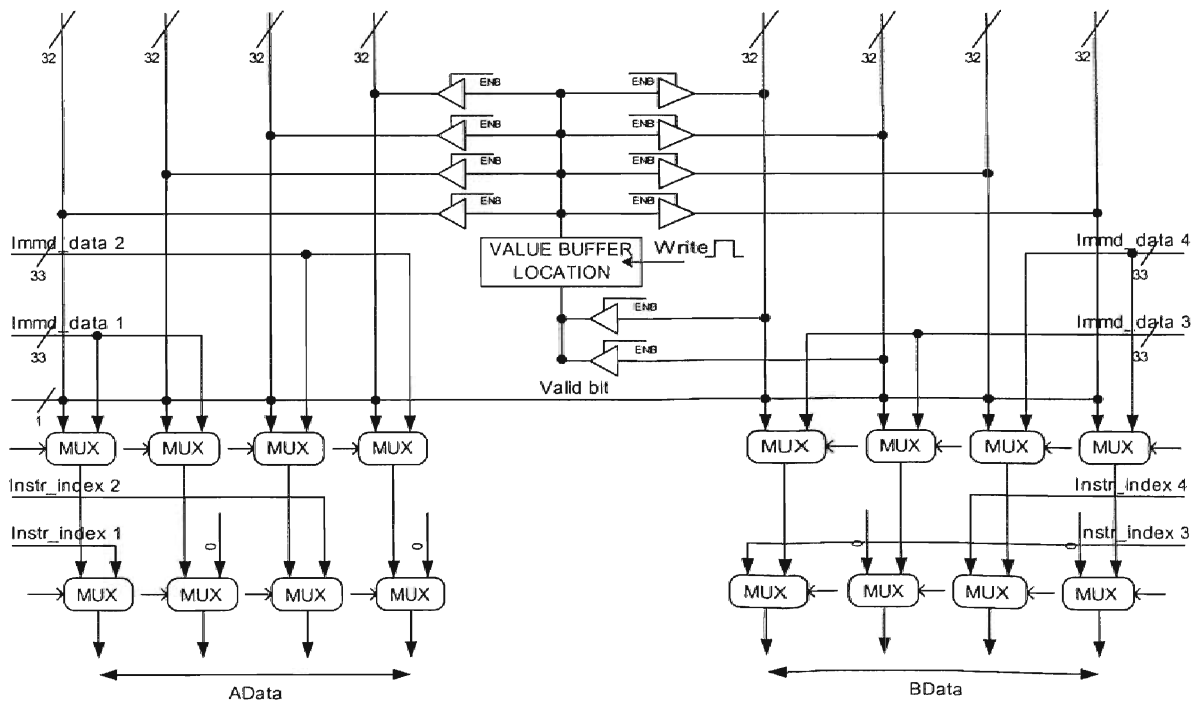 32 32 32 32 32 32 32 32
ENB ENB
ENB ENB
ENB ENB
ENB ENB
Immd_data 2
33
VALUE BUFFER
LOCATION
Write
Immd_data 4
33
ENB
Immd_data 1
33
Immd_data 3
33
ENB
Valid bit
1
MUX MUX MUX MUX MUX MUX MUX MUX
Instr_index 2 Instr_index 4
Instr_index 1 0 0 0 0 Instr_index 3
MUX MUX MUX MUX MUX MUX MUX MUX
AData BData